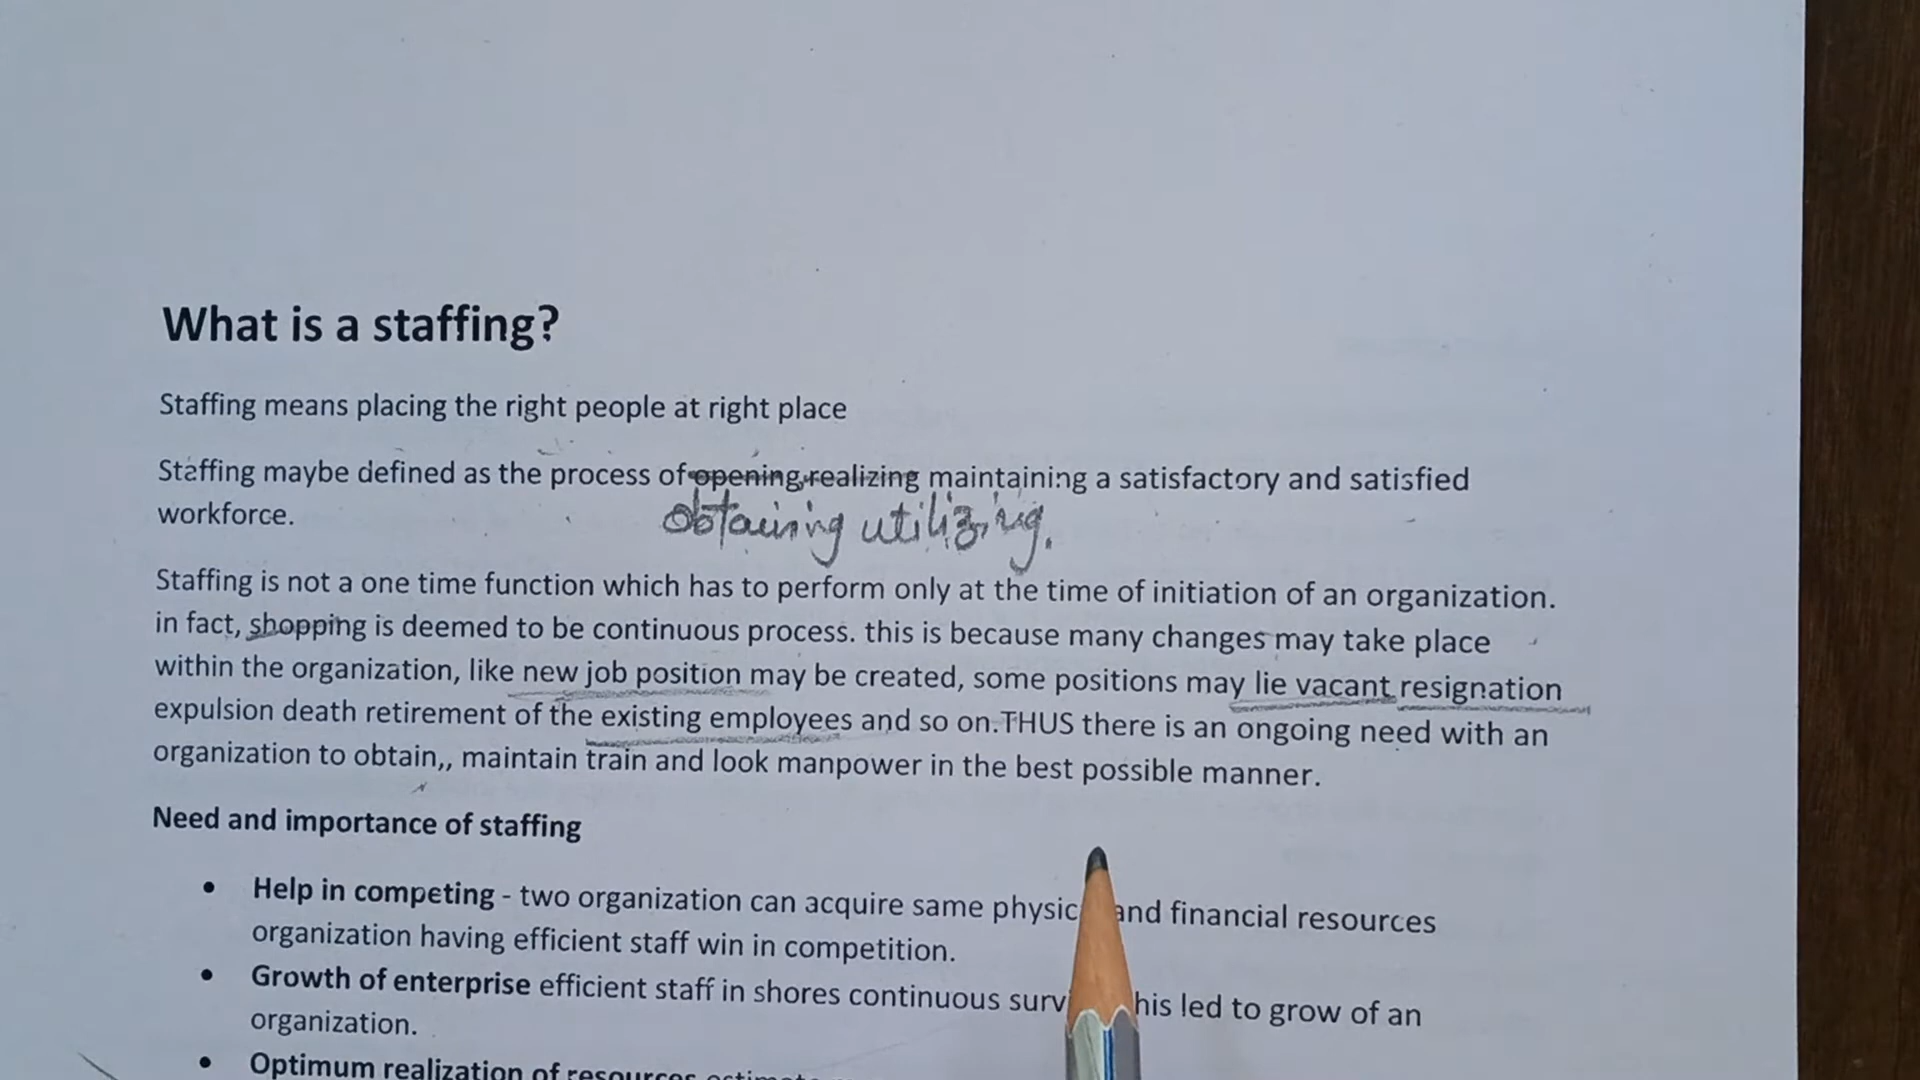 What is a staffing?
Staffing means placing the right people at right place
Staffing maybe defined as the process of opening,realizing maintaining a satisfactory and satisfied
workforce.
obtaining utilizing.
Staffing is not a one time function which has to perform only at the time of initiation of an organization.
in fact, shopping is deemed to be continuous process. this is because many changes may take place
within the organization, like new job position may be created, some positions may lie vacant resignation
expulsion death retirement of the existing employees and so on.THUS there is an ongoing need with an
organization to obtain,, maintain train and look manpower in the best possible manner.
Need and importance of staffing
• Help in competing - two organization can acquire same physic and financial resources
organization having efficient staff win in competition.
• Growth of enterprise efficient staff in shores continuous surv his led to grow of an
organization.
• Optimum realization of resources